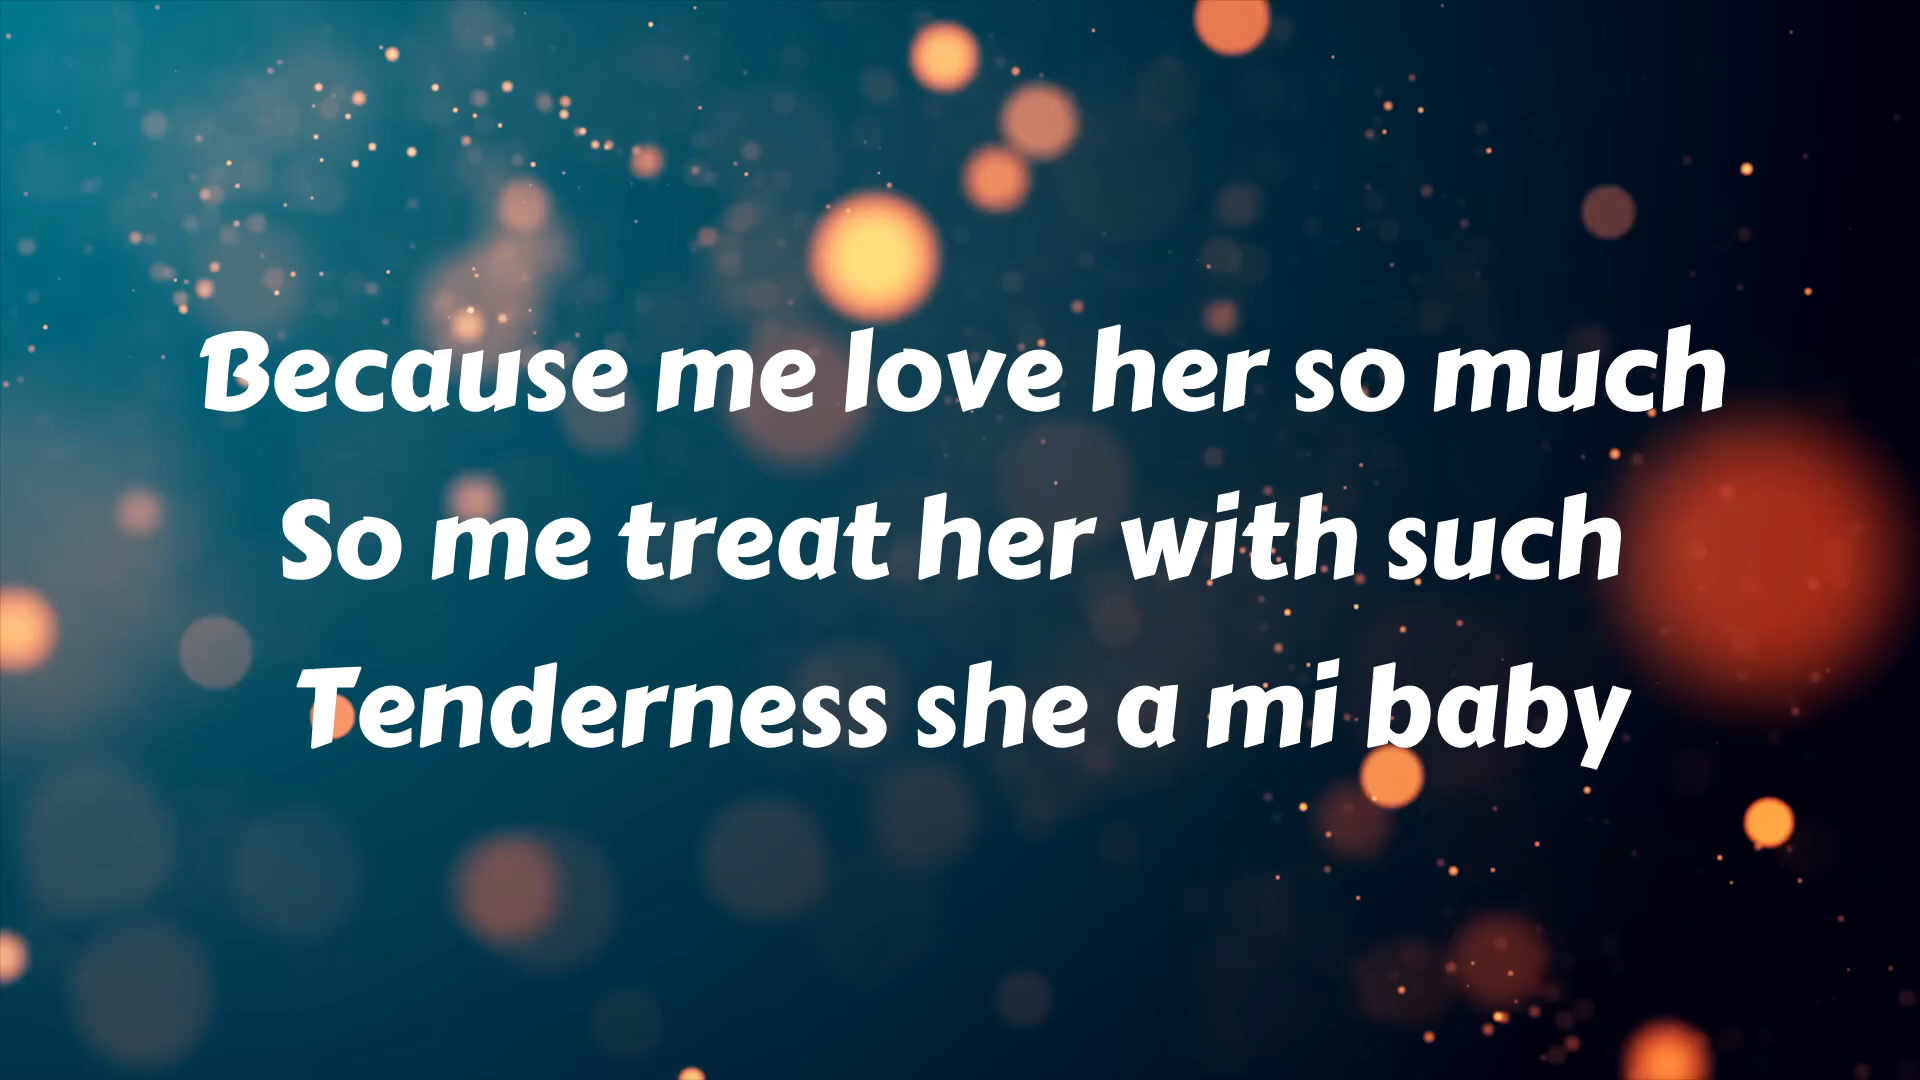 Because me love her so much
So me treat her with such
Tenderness she a mi baby